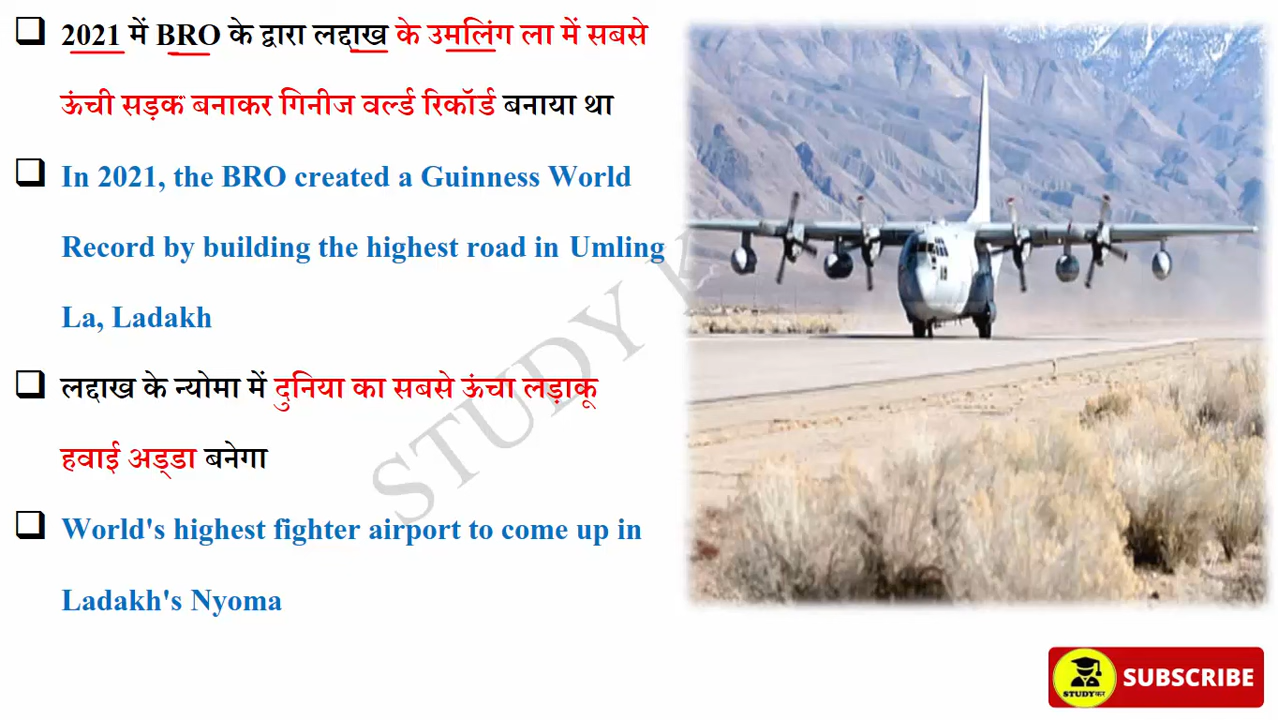 2021 में BRO के द्वारा लद्दाख के उमलिंग ला में सबसे
ऊंची सड़क बनाकर गिनीज वर्ल्ड रिकॉर्ड बनाया था
In 2021, the BRO created a Guinness World
Record by building the highest road in Umling
La, Ladakh
लद्दाख के न्योमा में दुनिया का सबसे ऊंचा लड़ाकू
हवाई अड्डा बनेगा
World's highest fighter airport to come up in
Ladakh's Nyoma
STUDY K
STUDYकर
SUBSCRIBE